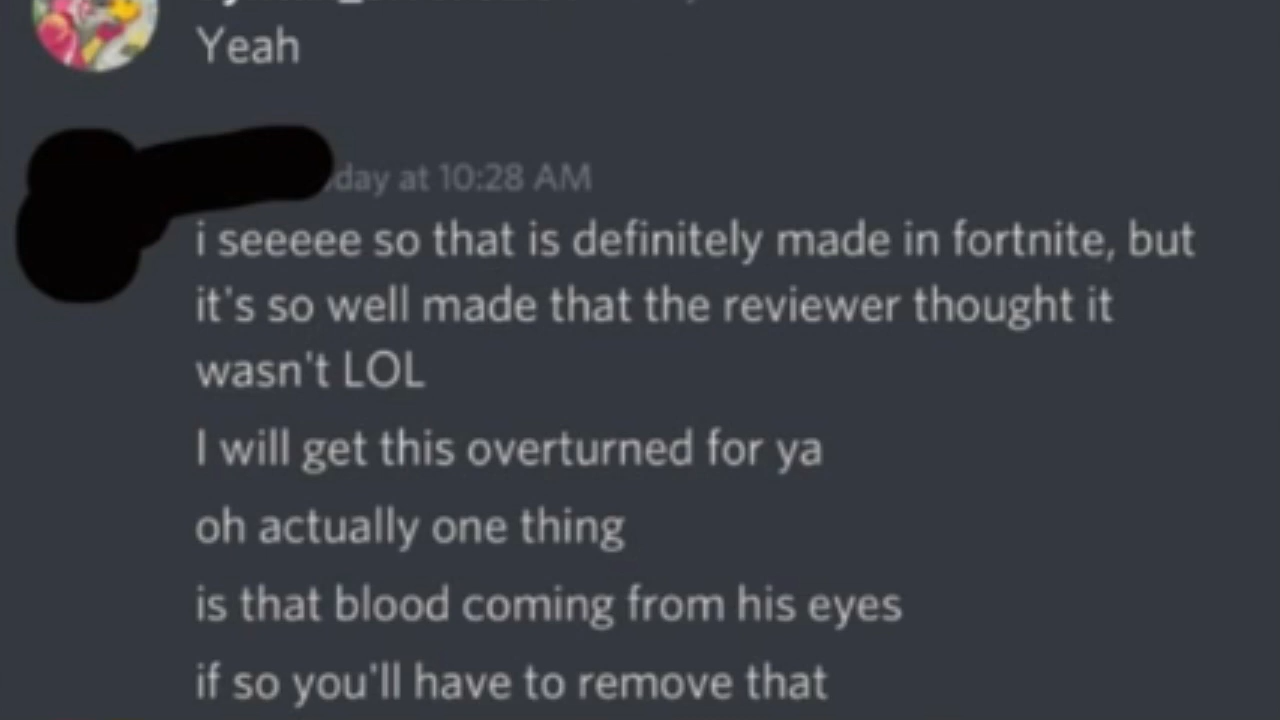 Yeah
day at 10:28 AM
i seeeee so that is definitely made in fortnite, but
it's so well made that the reviewer thought it
wasn't LOL
I will get this overturned for ya
oh actually one thing
is that blood coming from his eyes
if so you'll have to remove that